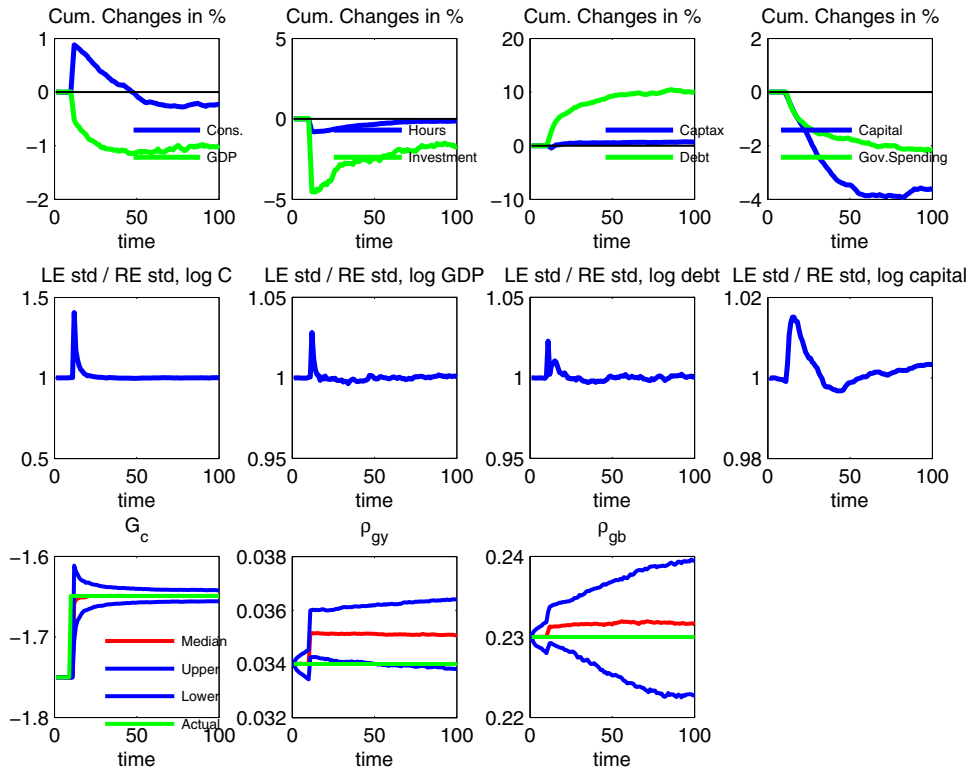 Cum. Changes in %
1
0
−1
−2
Cons.
GDP
0 50 100
time
Cum. Changes in %
5
0
−5
Hours
Investment
0 50 100
time
Cum. Changes in %
20
10
0
−10
Captax
Debt
0 50 100
time
Cum. Changes in %
2
0
−2
−4
Capital
Gov.Spending
0 50 100
time
LE std / RE std, log C
1.5
1
0.5
0 50 100
time
LE std / RE std, log GDP
1.05
1
0.95
0 50 100
time
LE std / RE std, log debt
1.05
1
0.95
0 50 100
time
LE std / RE std, log capital
1.02
1
0.98
0 50 100
time
G_c
−1.6
−1.7
−1.8
Median
Upper
Lower
Actual
0 50 100
time
ρ_gy
0.038
0.036
0.034
0.032
0 50 100
time
ρ_gb
0.24
0.23
0.22
0 50 100
time